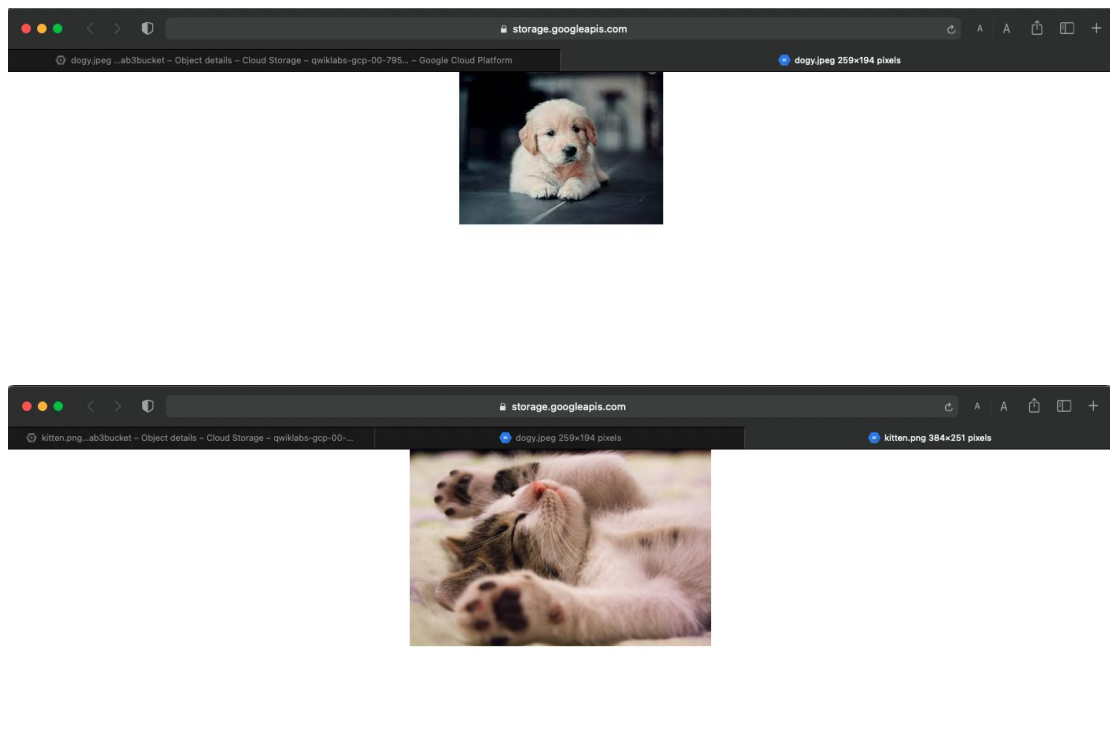 storage.googleapis.com
A A
dogy.jpeg ...ab3bucket – Object details – Cloud Storage – qwiklabs-gcp-00-795... – Google Cloud Platform
dogy.jpeg 259×194 pixels
storage.googleapis.com
A A
kitten.png...ab3bucket – Object details – Cloud Storage – qwiklabs-gcp-00-...
dogy.jpeg 259×194 pixels
kitten.png 384×251 pixels